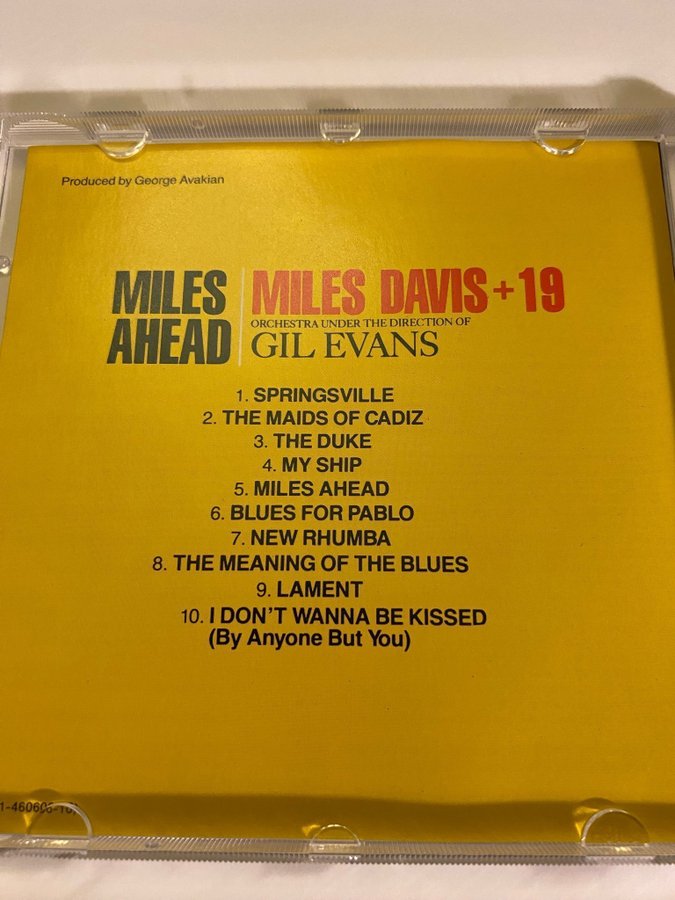 Produced by George Avakian
MILES AHEAD
MILES DAVIS + 19
ORCHESTRA UNDER THE DIRECTION OF
GIL EVANS
1. SPRINGSVILLE
2. THE MAIDS OF CADIZ
3. THE DUKE
4. MY SHIP
5. MILES AHEAD
6. BLUES FOR PABLO
7. NEW RHUMBA
8. THE MEANING OF THE BLUES
9. LAMENT
10. I DON'T WANNA BE KISSED
(By Anyone But You)